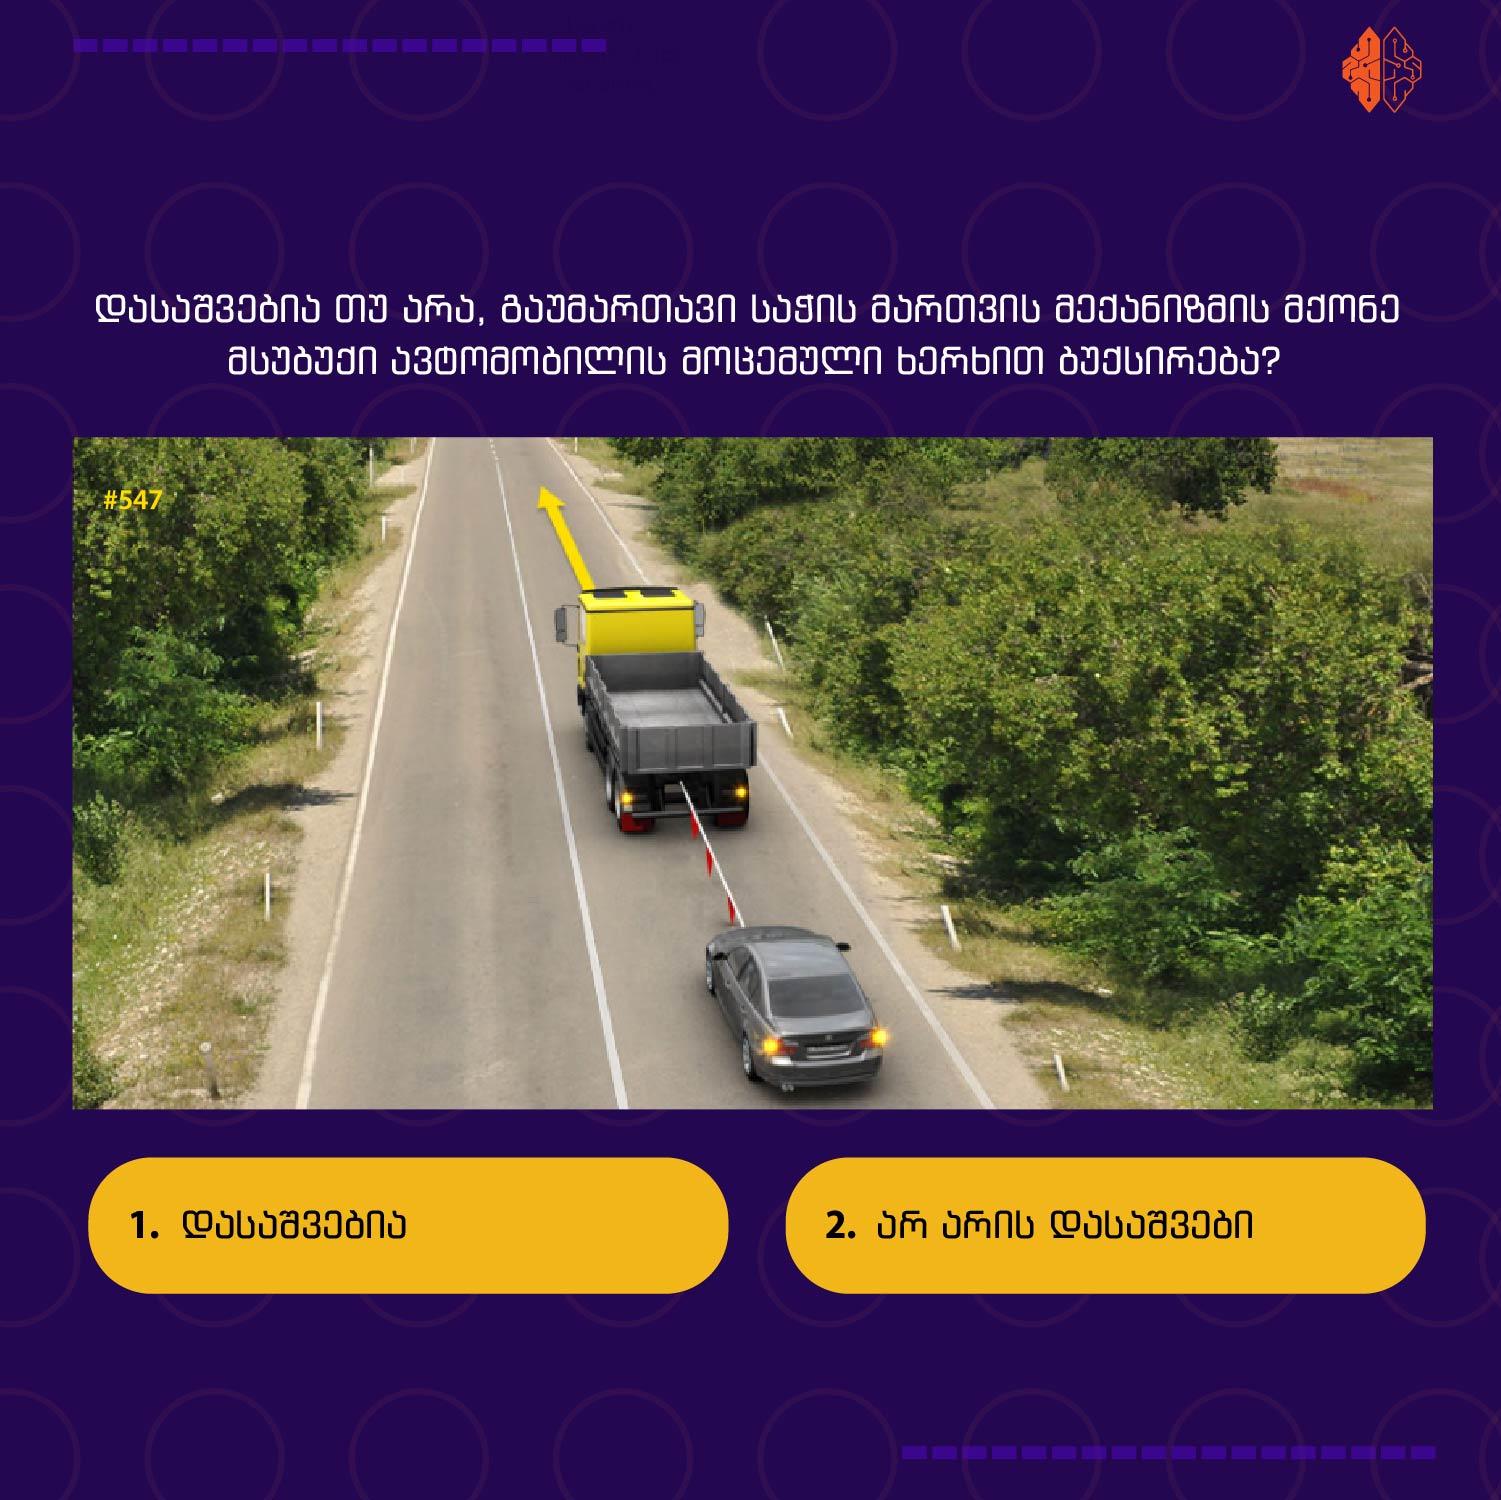 დასაშვებია თუ არა, გაუმართავი საჭის მართვის მექანიზმის მქონე
მსუბუქი ავტომობილის მოცემული ხერხით ბუქსირება?
#547
1. დასაშვებია
2. არ არის დასაშვები